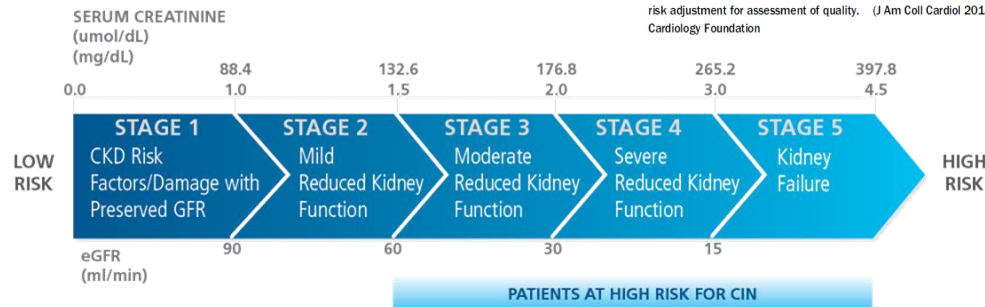 risk adjustment for assessment of quality. (J Am Coll Cardiol 201
Cardiology Foundation
SERUM CREATININE
(umol/dL)
(mg/dL)
88.4 132.6 176.8 265.2 397.8
0.0 1.0 1.5 2.0 3.0 4.5
LOW
RISK
STAGE 1
CKD Risk
Factors/Damage with
Preserved GFR
STAGE 2
Mild
Reduced Kidney
Function
STAGE 3
Moderate
Reduced Kidney
Function
STAGE 4
Severe
Reduced Kidney
Function
STAGE 5
Kidney
Failure
HIGH
RISK
eGFR
(ml/min)
90 60 30 15
PATIENTS AT HIGH RISK FOR CIN